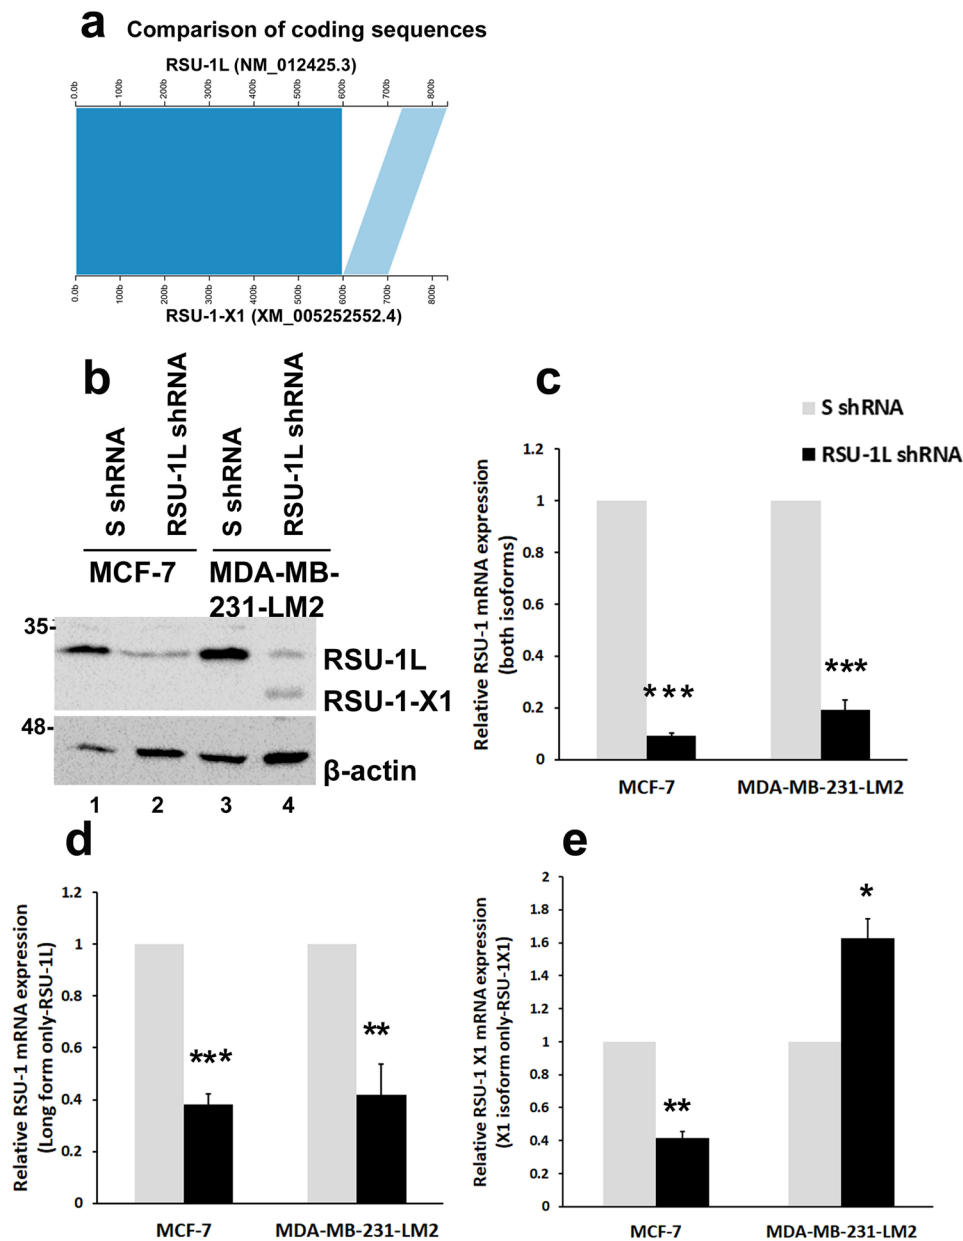 a Comparison of coding sequences
RSU-1L (NM_012425.3)
0.0b 100b 200b 300b 400b 500b 600b 700b 800b
0.0b 100b 200b 300b 400b 500b 600b 700b 800b
RSU-1-X1 (XM_005252552.4)
b
S shRNA
RSU-1L shRNA
S shRNA
RSU-1L shRNA
MCF-7
MDA-MB-
231-LM2
35-
RSU-1L
RSU-1-X1
48-
β-actin
1 2 3 4
c
S shRNA
RSU-1L shRNA
Relative RSU-1 mRNA expression
(both isoforms)
1.2
1
0.8
0.6
0.4
0.2
0
***
***
MCF-7 MDA-MB-231-LM2
d
Relative RSU-1 mRNA expression
(Long form only-RSU-1L)
1.2
1
0.8
0.6
0.4
0.2
0
***
**
MCF-7 MDA-MB-231-LM2
e
Relative RSU-1 X1 mRNA expression
(X1 isoform only-RSU-1X1)
2
1.8
1.6
1.4
1.2
1
0.8
0.6
0.4
0.2
0
**
*
MCF-7 MDA-MB-231-LM2